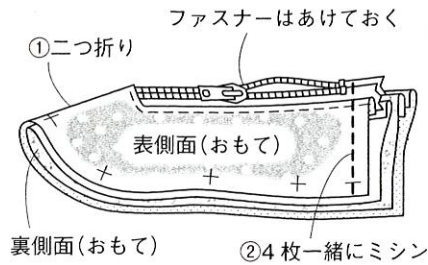 ファスナーはあけておく
①二つ折り
表側面(おもて)
裏側面(おもて)
②4枚一緒にミシン